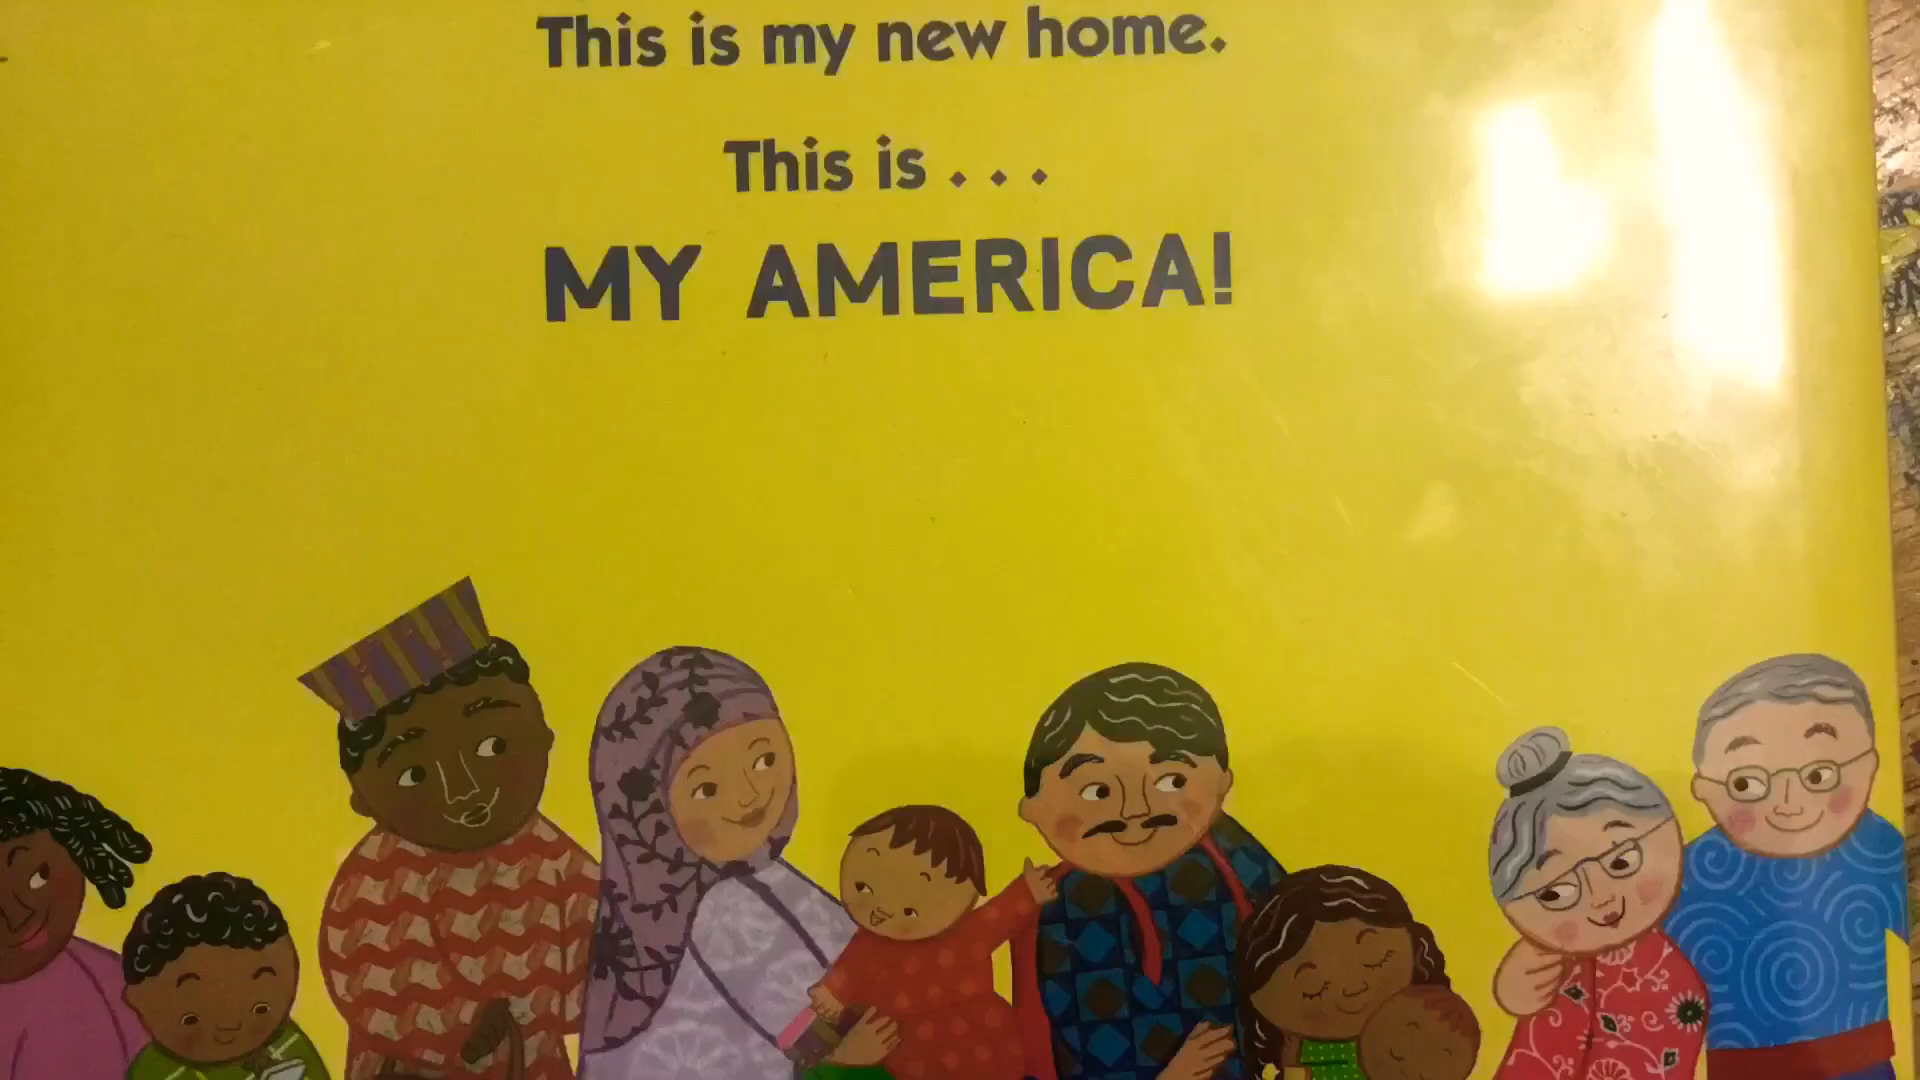 This is my new home.
This is . . .
MY AMERICA!